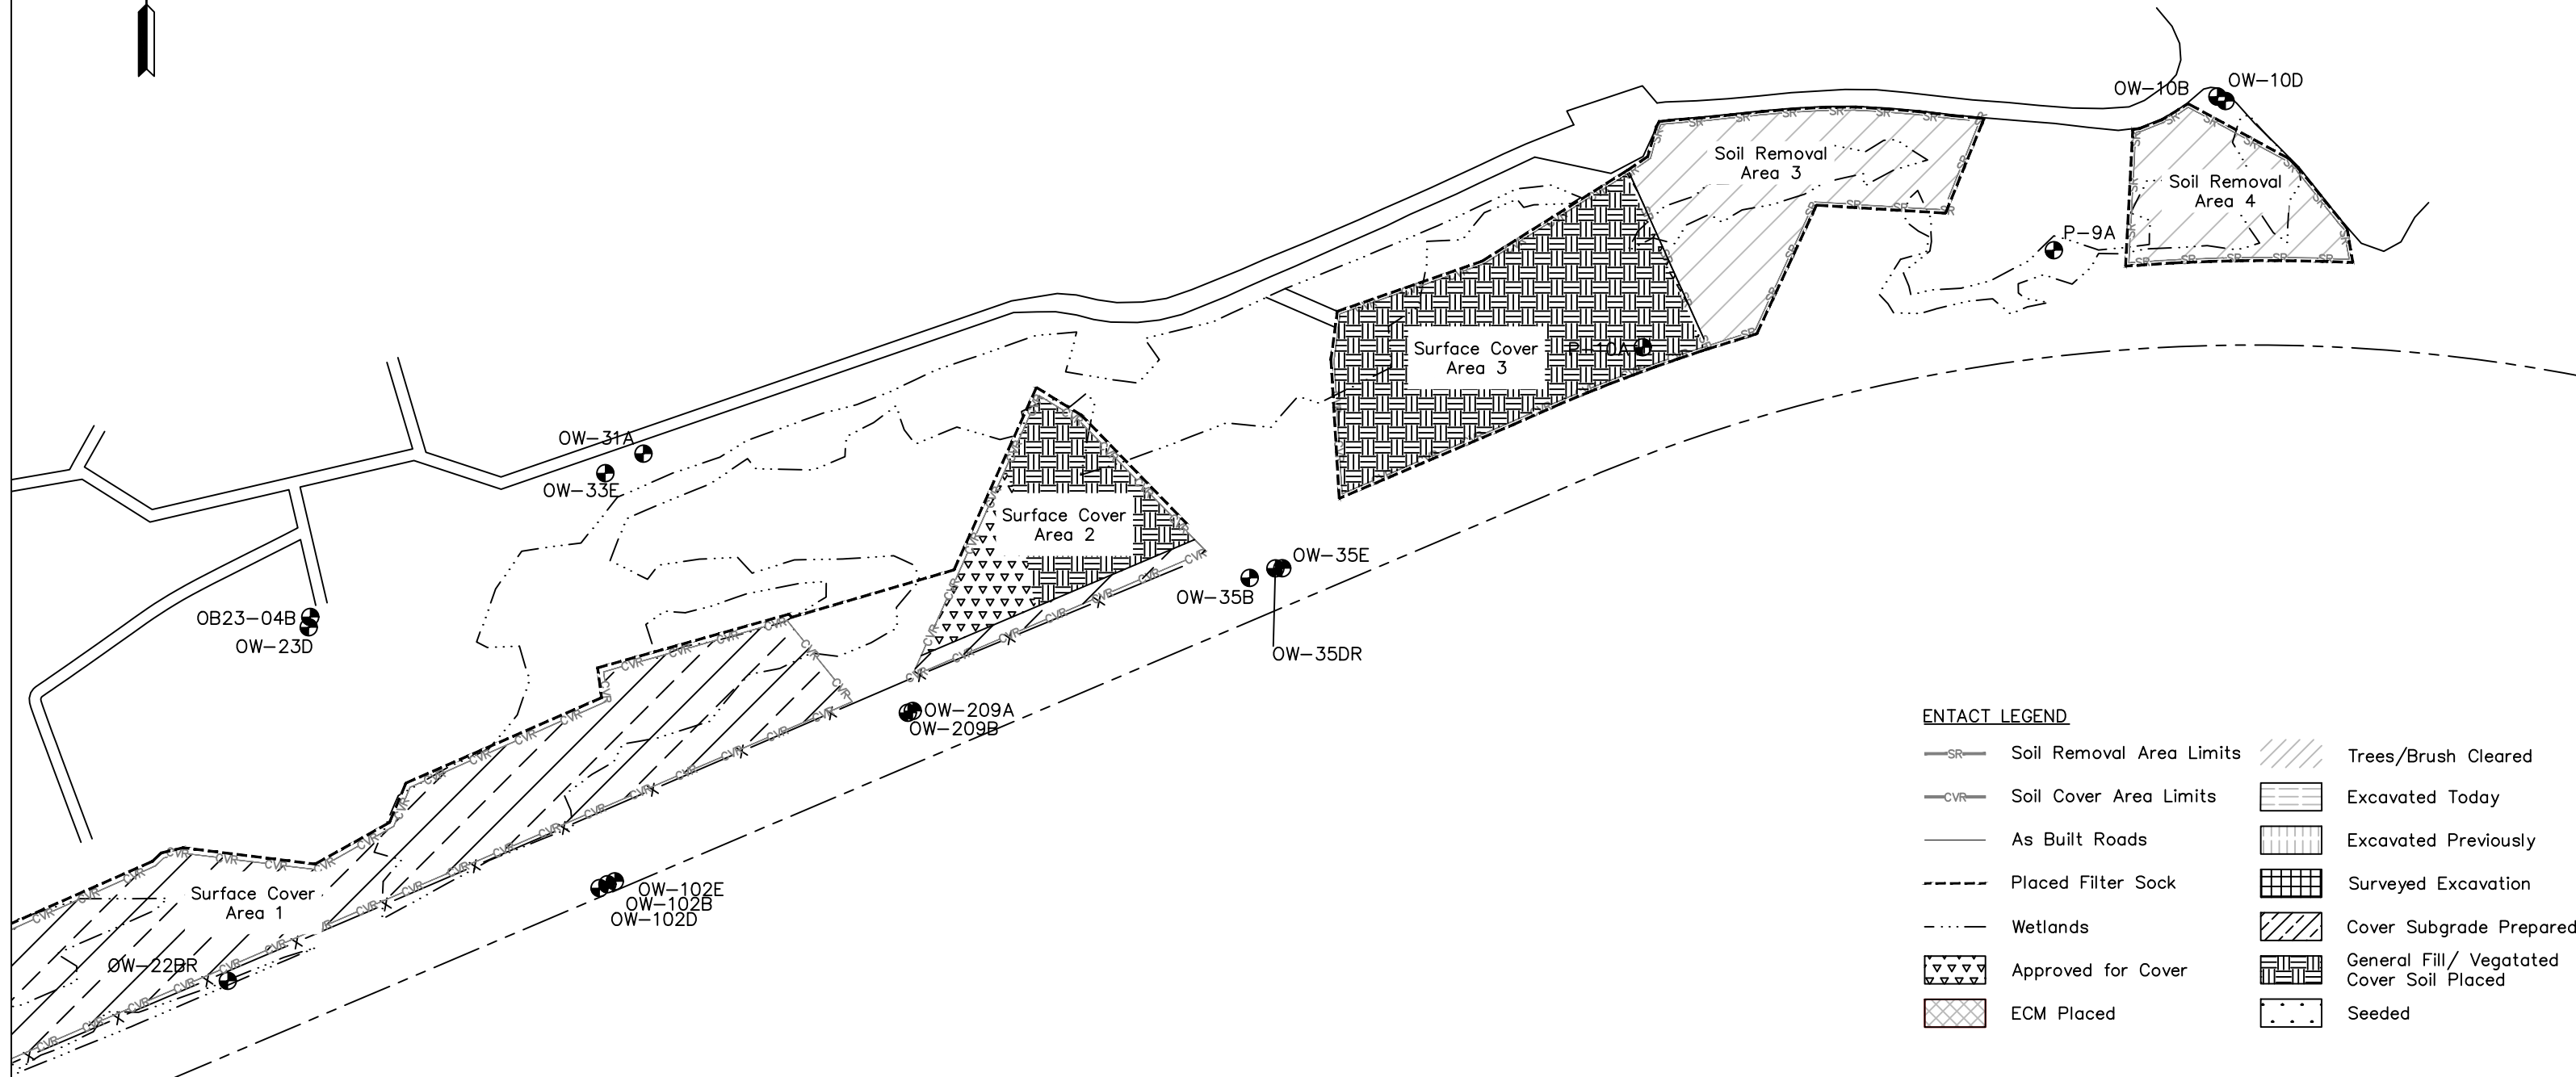 OW-10D
OW-10B
Soil Removal
Area 3
Soil Removal
Area 4
P-9A
Surface Cover
Area 3
P-10A
OW-31A
OW-33E
Surface Cover
Area 2
OW-35E
OW-35B
OW-35DR
OB23-04B
OW-23D
OW-209A
OW-209B
OW-102E
OW-102B
OW-102D
Surface Cover
Area 1
OW-22BR
ENTACT LEGEND
SR Soil Removal Area Limits
CVR Soil Cover Area Limits
As Built Roads
Placed Filter Sock
Wetlands
Approved for Cover
ECM Placed
Trees/Brush Cleared
Excavated Today
Excavated Previously
Surveyed Excavation
Cover Subgrade Prepared
General Fill/ Vegatated
Cover Soil Placed
Seeded